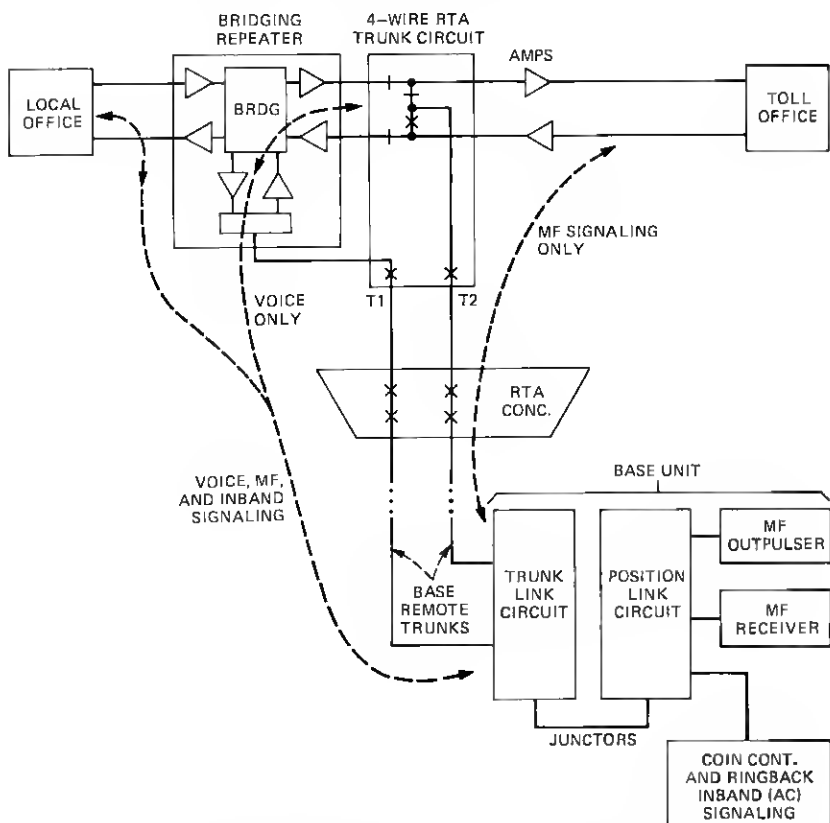 BRIDGING
REPEATER
4-WIRE RTA
TRUNK CIRCUIT
AMPS
LOCAL
OFFICE
BRDG
TOLL
OFFICE
MF SIGNALING
ONLY
VOICE
ONLY
T1
T2
RTA
CONC.
VOICE, MF,
AND INBAND
SIGNALING
BASE UNIT
BASE
REMOTE
TRUNKS
TRUNK
LINK
CIRCUIT
POSITION
LINK
CIRCUIT
MF
OUTPULSER
MF
RECEIVER
JUNCTORS
COIN CONT.
AND RINGBACK
INBAND (AC)
SIGNALING